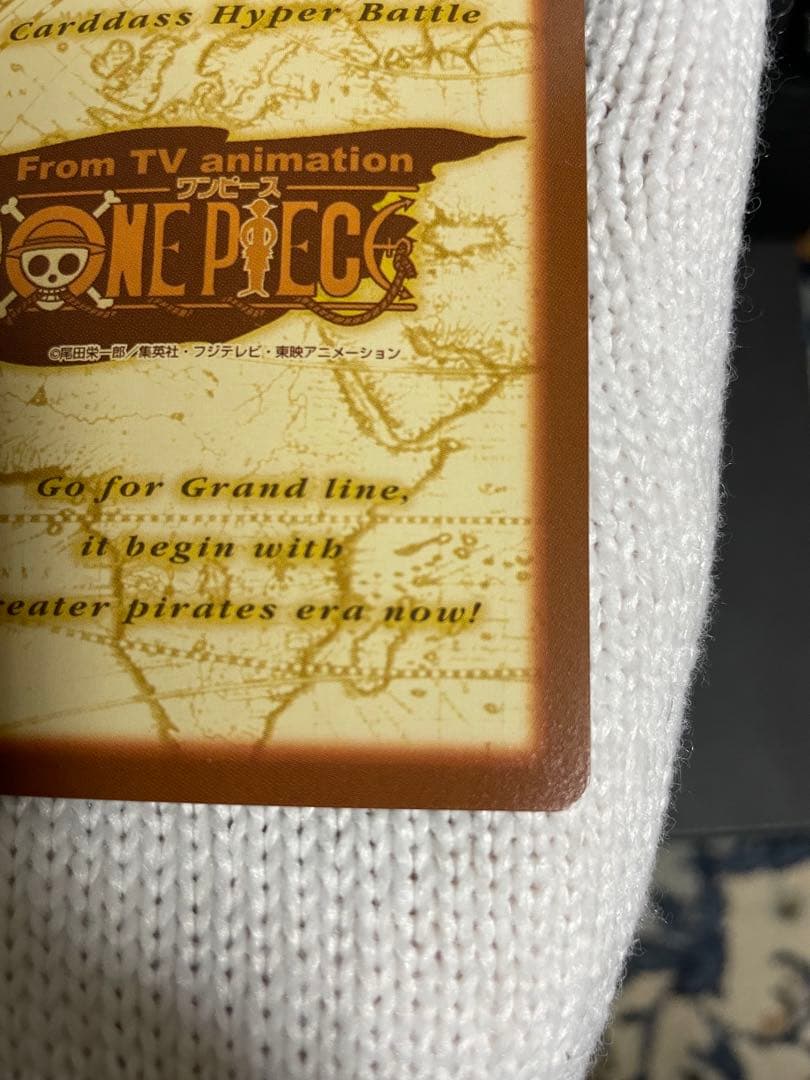 Carddass Hyper Battle
From TV animation
ワンピース
ONE PIECE
©尾田栄一郎/集英社・フジテレビ・東映アニメーション
Go for Grand line,
it begin with
reater pirates era now!